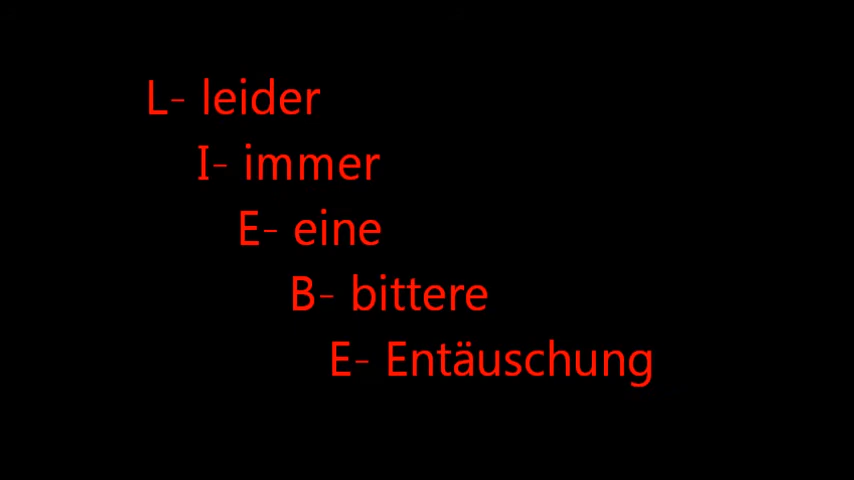 L- leider
I- immer
E- eine
B- bittere
E- Entäuschung